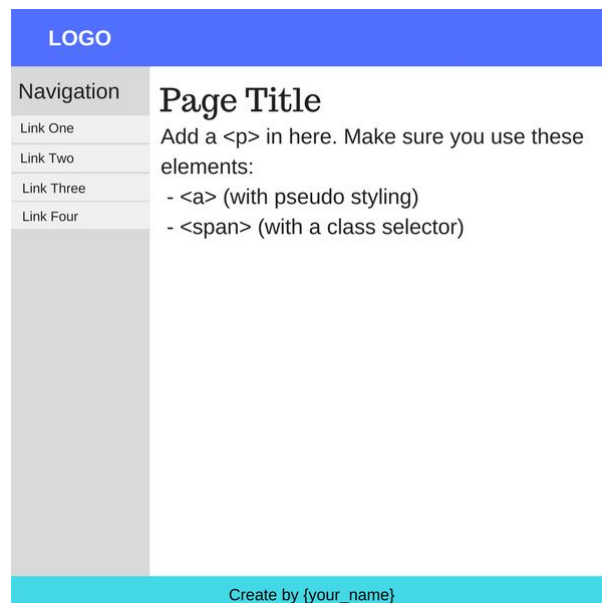 LOGO
Navigation
Link One
Link Two
Link Three
Link Four
Page Title
Add a <p> in here. Make sure you use these
elements:
- <a> (with pseudo styling)
- <span> (with a class selector)
Create by {your_name}